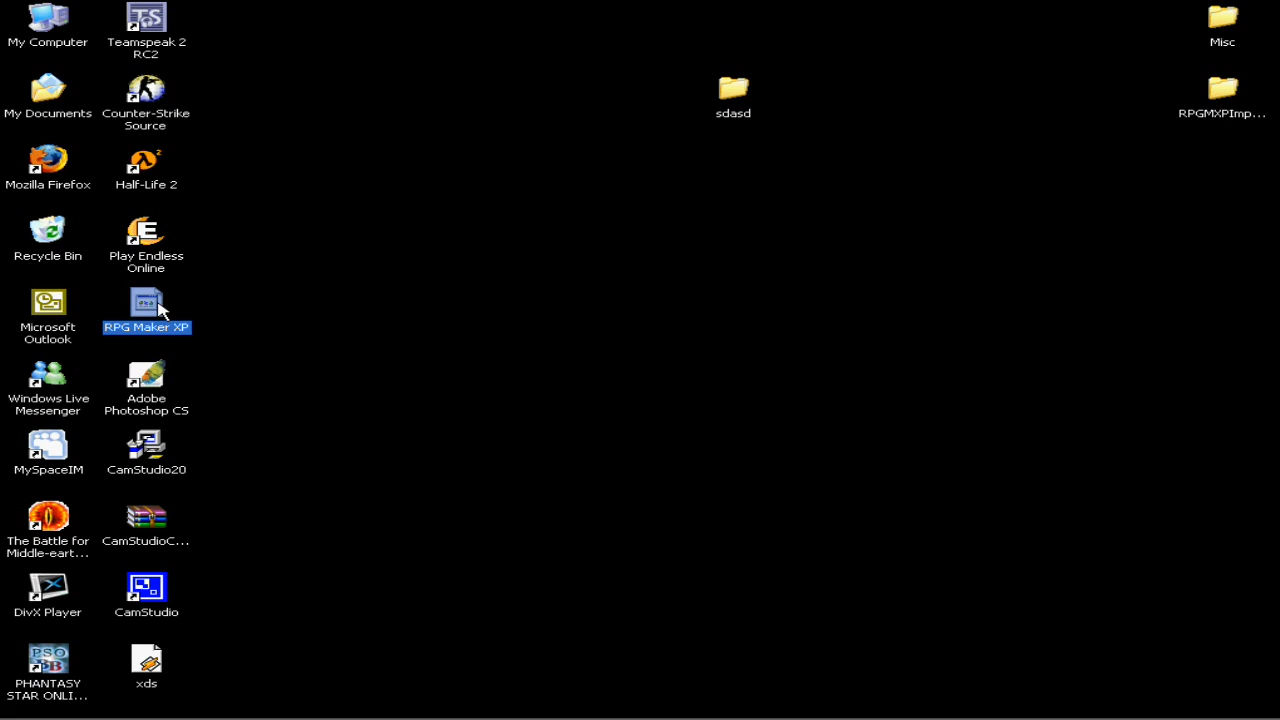 My Computer
Teamspeak 2
RC2
Misc
My Documents
Counter-Strike
Source
sdasd
RPGMXPImp...
Mozilla Firefox
Half-Life 2
Recycle Bin
Play Endless
Online
Microsoft
Outlook
RPG Maker XP
Windows Live
Messenger
Adobe
Photoshop CS
MySpaceIM
CamStudio20
The Battle for
Middle-eart...
CamStudioC...
DivX Player
CamStudio
PHANTASY
STAR ONLI...
xds